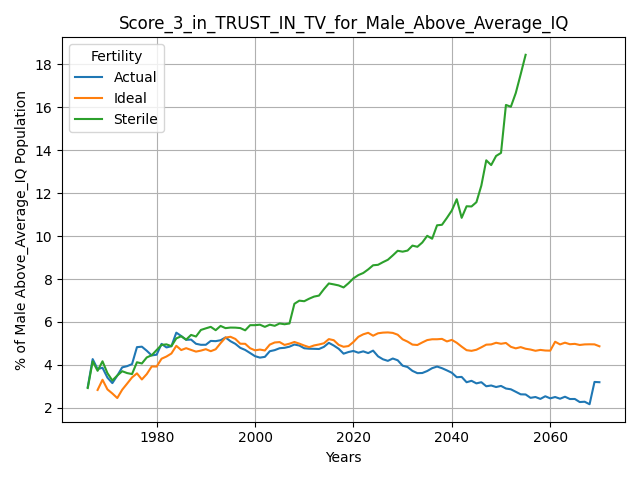 Score_3_in_TRUST_IN_TV_for_Male_Above_Average_IQ
% of Male Above_Average_IQ Population
18
16
14
12
10
8
6
4
2
Fertility
Actual
Ideal
Sterile
1980 2000 2020 2040 2060
Years